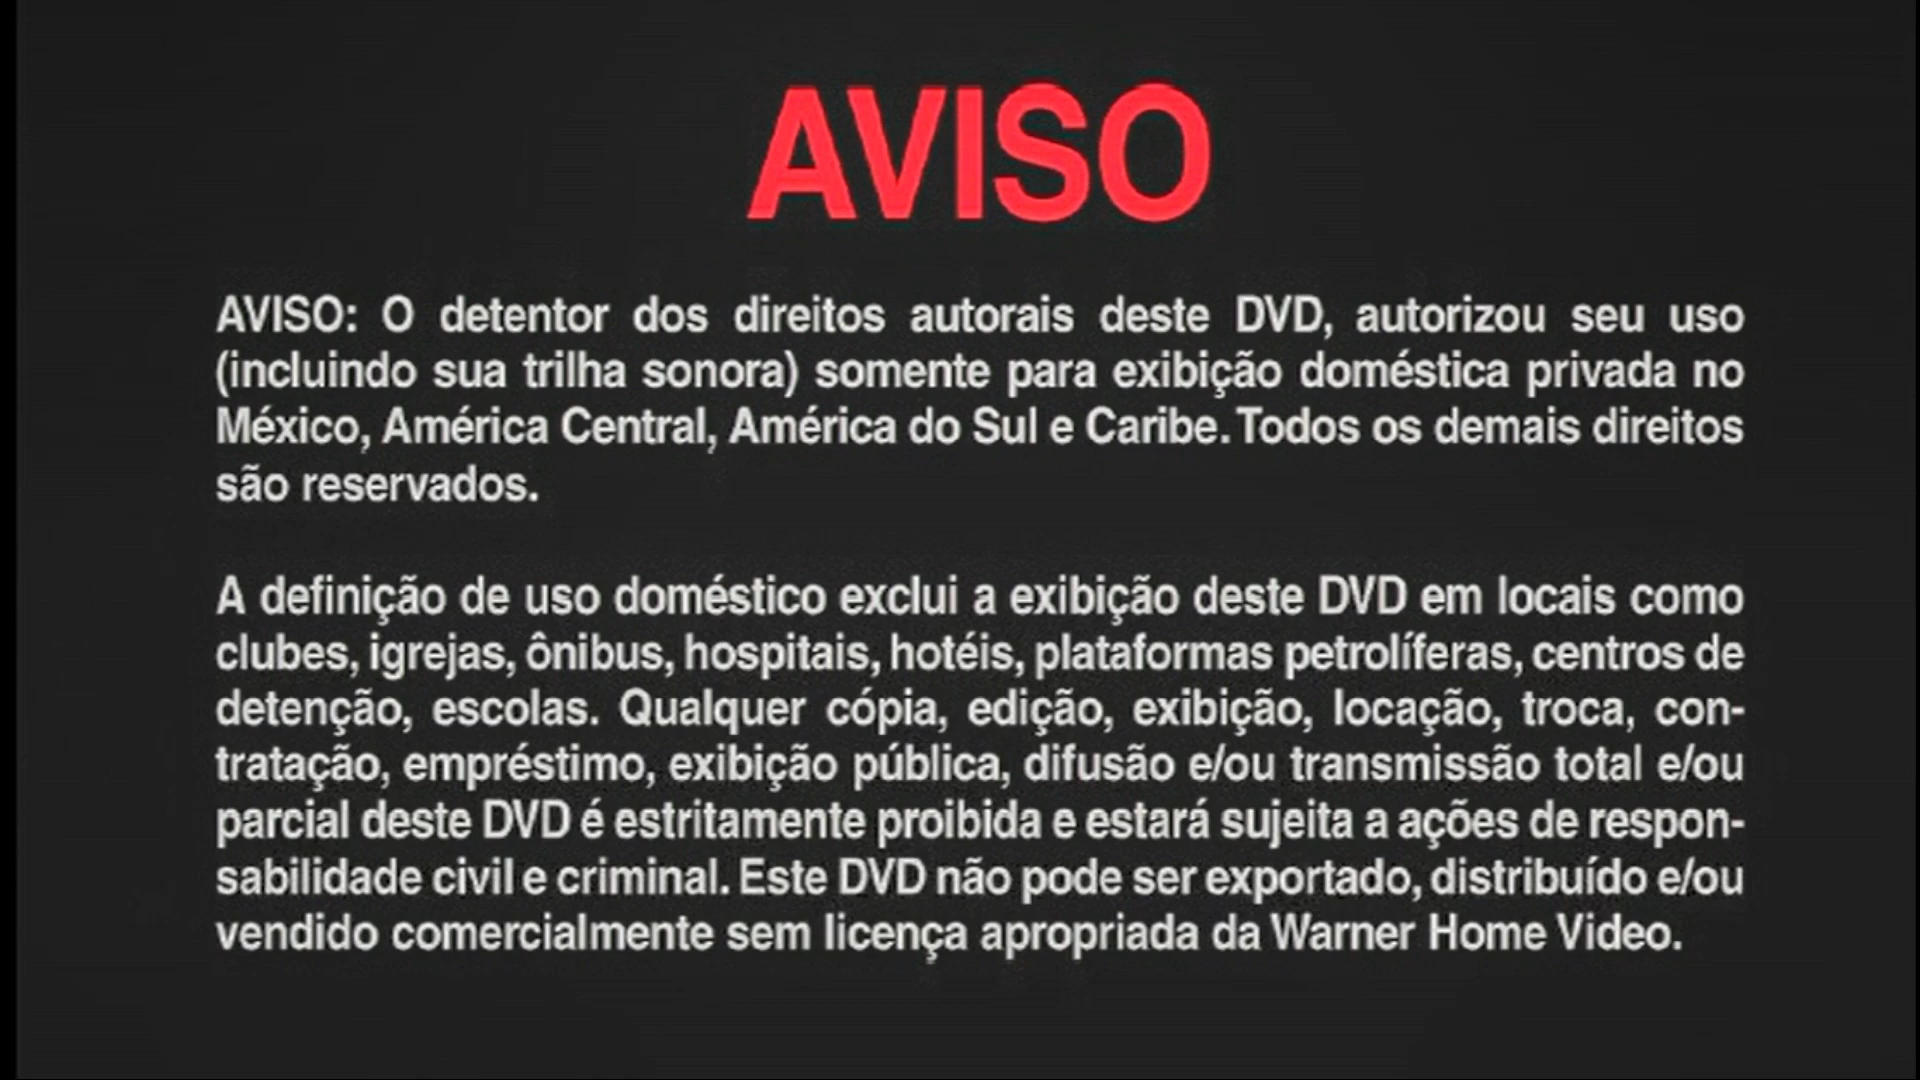 AVISO
AVISO: O detentor dos direitos autorais deste DVD, autorizou seu uso
(incluindo sua trilha sonora) somente para exibição doméstica privada no
México, América Central, América do Sul e Caribe. Todos os demais direitos
são reservados.
A definição de uso doméstico exclui a exibição deste DVD em locais como
clubes, igrejas, ônibus, hospitais, hotéis, plataformas petrolíferas, centros de
detenção, escolas. Qualquer cópia, edição, exibição, locação, troca, con-
tratação, empréstimo, exibição pública, difusão e/ou transmissão total e/ou
parcial deste DVD é estritamente proibida e estará sujeita a ações de respon-
sabilidade civil e criminal. Este DVD não pode ser exportado, distribuído e/ou
vendido comercialmente sem licença apropriada da Warner Home Video.